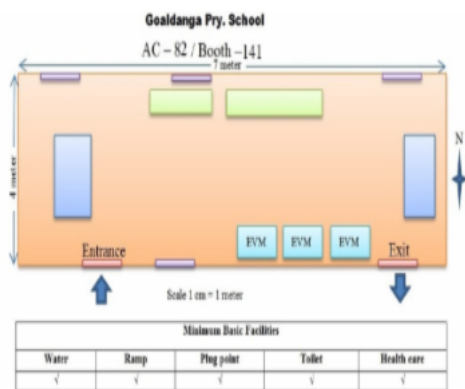 Goaldanga Pry. School
AC – 82 / Booth –141
7 meter
4 meter
N
EVM EVM EVM
Entrance Exit
Scale 1 cm = 1 meter
Minimum Basic Facilities
Water Ramp Plug point Toilet Health care
√ √ √ √ √